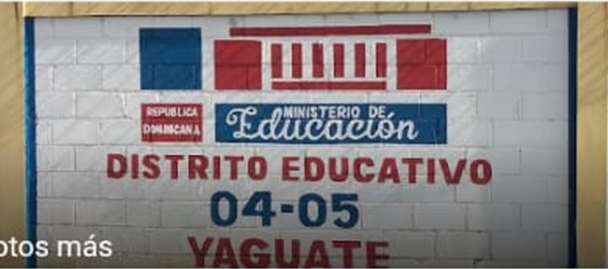 REPUBLICA
DOMINICANA
MINISTERIO DE
Educación
DISTRITO EDUCATIVO
04-05
YAGUATE
otos más